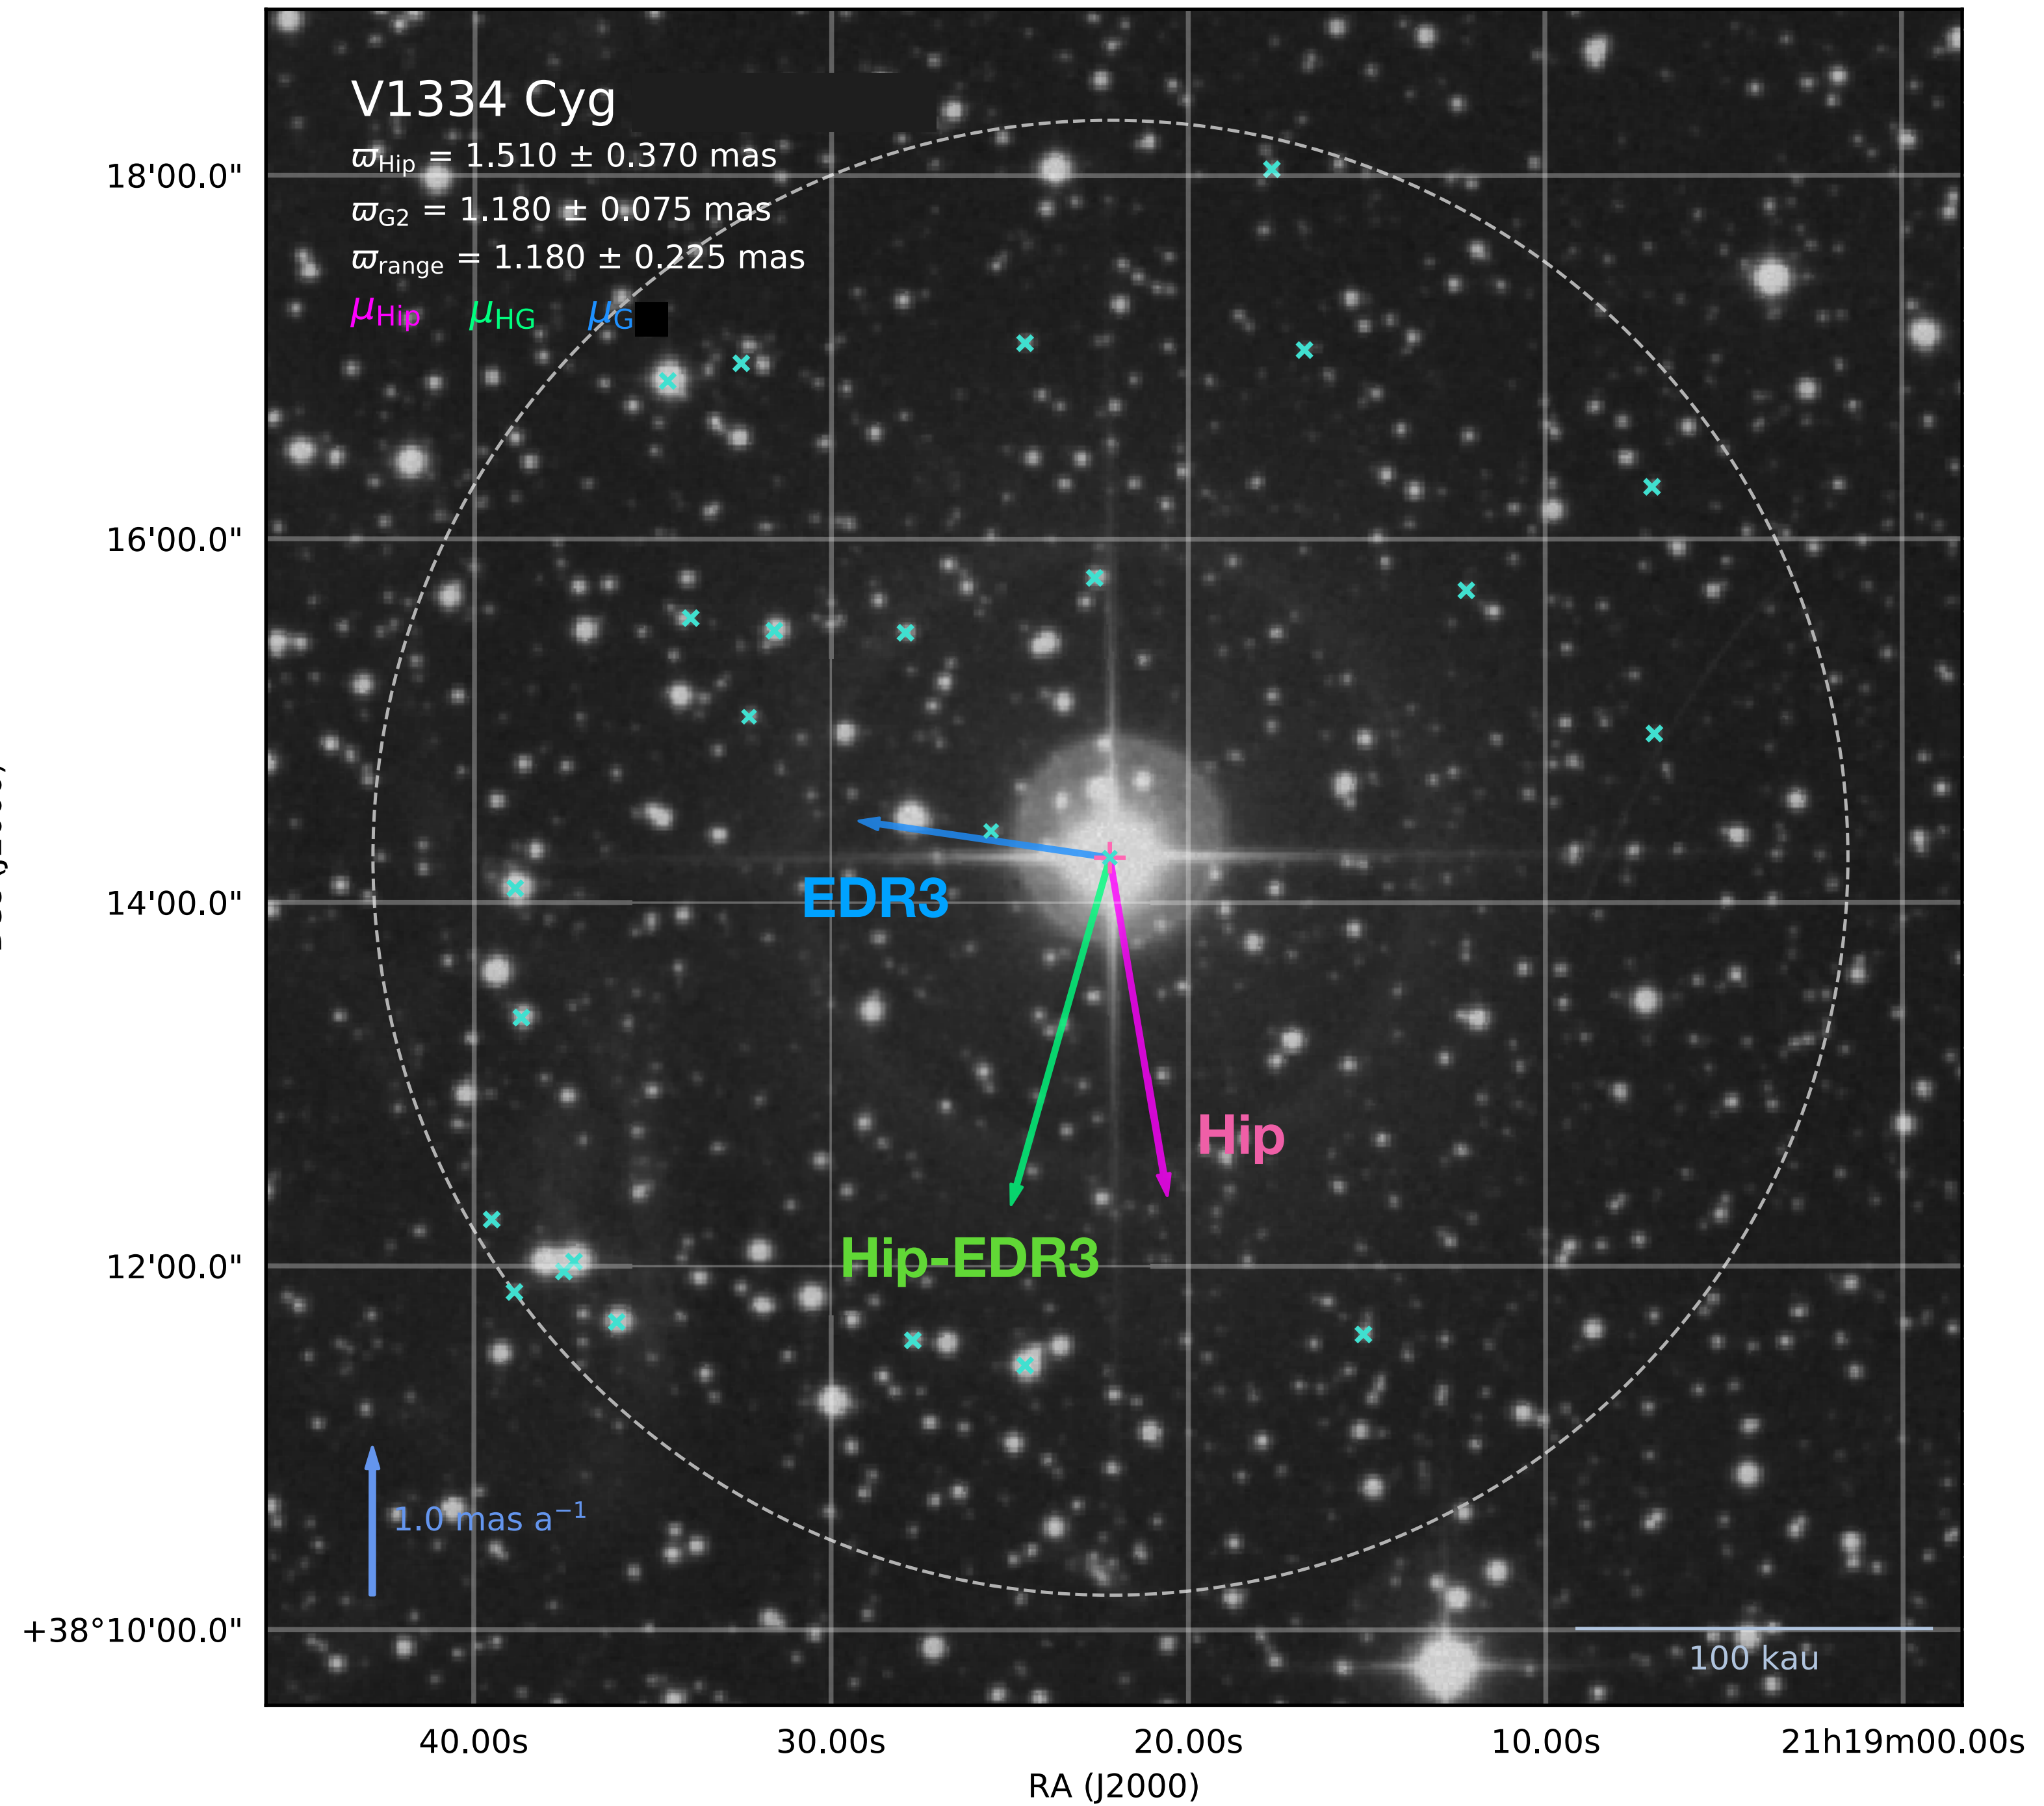 V1334 Cyg
ϖHip = 1.510 ± 0.370 mas
ϖG2 = 1.180 ± 0.075 mas
ϖrange = 1.180 ± 0.225 mas
μHip μHG μG
18'00.0"
16'00.0"
14'00.0"
12'00.0"
+38°10'00.0"
EDR3
Hip
Hip-EDR3
1.0 mas a⁻¹
100 kau
40.00s 30.00s 20.00s 10.00s 21h19m00.00s
RA (J2000)